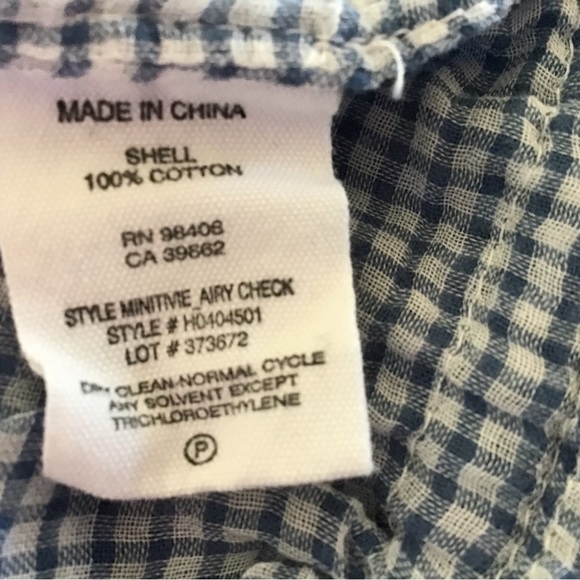 MADE IN CHINA
SHELL
100% COTTON
RN 98406
CA 39662
STYLE MINITIVIE_AIRY CHECK
STYLE # H0404501
LOT # 373672
DRY CLEAN-NORMAL CYCLE
ANY SOLVENT EXCEPT
TRICHLOROETHYLENE
P